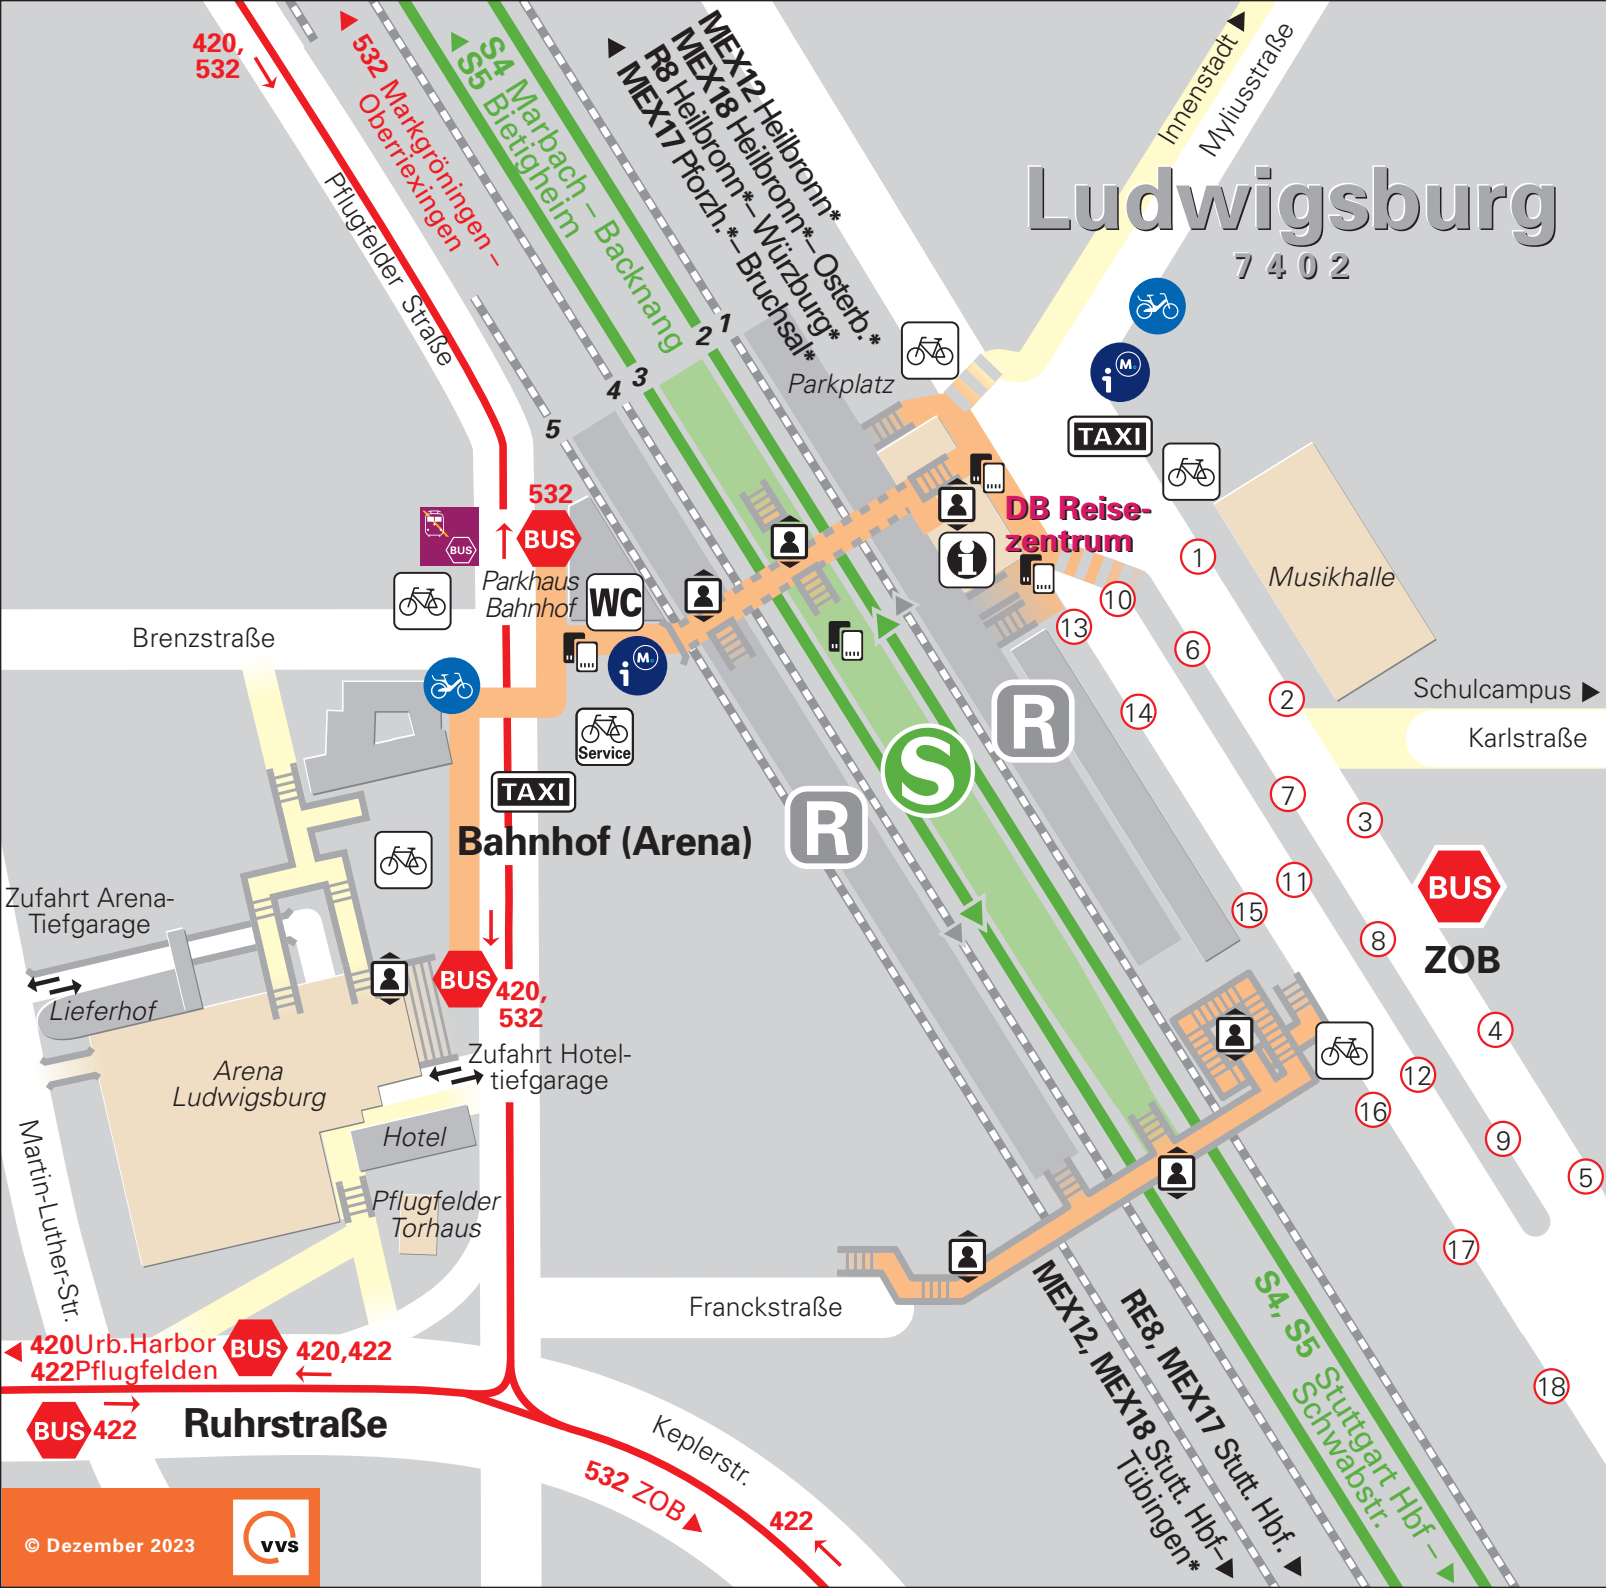 420,
532
532 Markgröningen –
Oberriexingen
S4 Marbach – Backnang
S5 Bietigheim
MEX12 Heilbronn*
MEX18 Heilbronn*– Osterb.*
R8 Heilbronn*– Würzburg*
MEX17 Pforzh.*– Bruchsal*
Innenstadt
Myliusstraße
Ludwigsburg
7402
Pflugfelder Straße
1
2
3
4
5
Parkplatz
M
i
TAXI
532
BUS
BUS
DB Reise-
zentrum
i
Musikhalle
Parkhaus
Bahnhof
WC
M
i
Brenzstraße
Service
TAXI
Bahnhof (Arena)
R
S
R
Schulcampus
Karlstraße
1
10
13
6
2
14
7
3
11
15
8
BUS
ZOB
4
12
16
9
5
17
18
Zufahrt Arena-
Tiefgarage
Lieferhof
BUS
420,
532
Zufahrt Hotel-
tiefgarage
Arena
Ludwigsburg
Hotel
Pflugfelder
Torhaus
Martin-Luther-Str.
Franckstraße
420 Urb.Harbor
422 Pflugfelden
BUS
420,422
BUS
422
Ruhrstraße
Keplerstr.
532 ZOB
422
MEX12, MEX18 Stutt. Hbf–
Tübingen*
RE8, MEX17 Stutt. Hbf.
S4, S5 Stuttgart Hbf –
Schwabstr.
© Dezember 2023
vvs